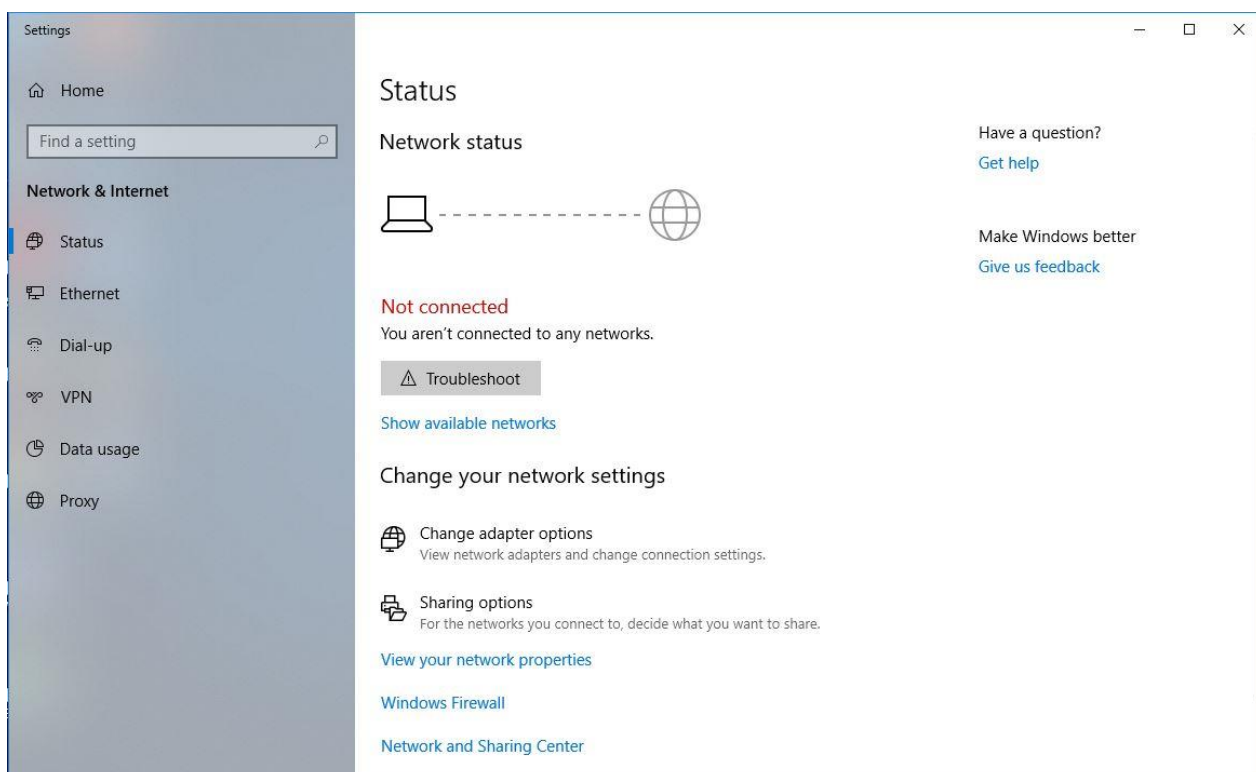 Settings
Home
Find a setting
Network & Internet
Status
Ethernet
Dial-up
VPN
Data usage
Proxy
Status
Network status
Not connected
You aren't connected to any networks.
Troubleshoot
Show available networks
Change your network settings
Change adapter options
View network adapters and change connection settings.
Sharing options
For the networks you connect to, decide what you want to share.
View your network properties
Windows Firewall
Network and Sharing Center
Have a question?
Get help
Make Windows better
Give us feedback